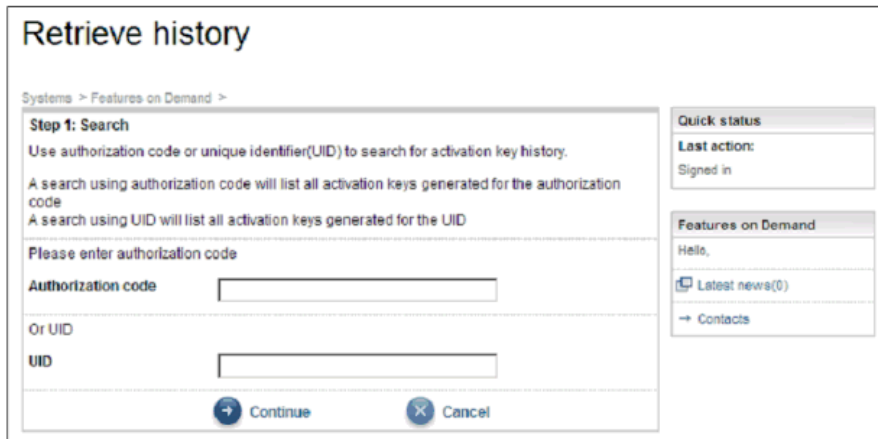 Retrieve history
Systems > Features on Demand >
Step 1: Search
Use authorization code or unique identifier(UID) to search for activation key history.
A search using authorization code will list all activation keys generated for the authorization
code
A search using UID will list all activation keys generated for the UID
Please enter authorization code
Authorization code
Or UID
UID
Continue
Cancel
Quick status
Last action:
Signed in
Features on Demand
Hello,
Latest news(0)
→ Contacts